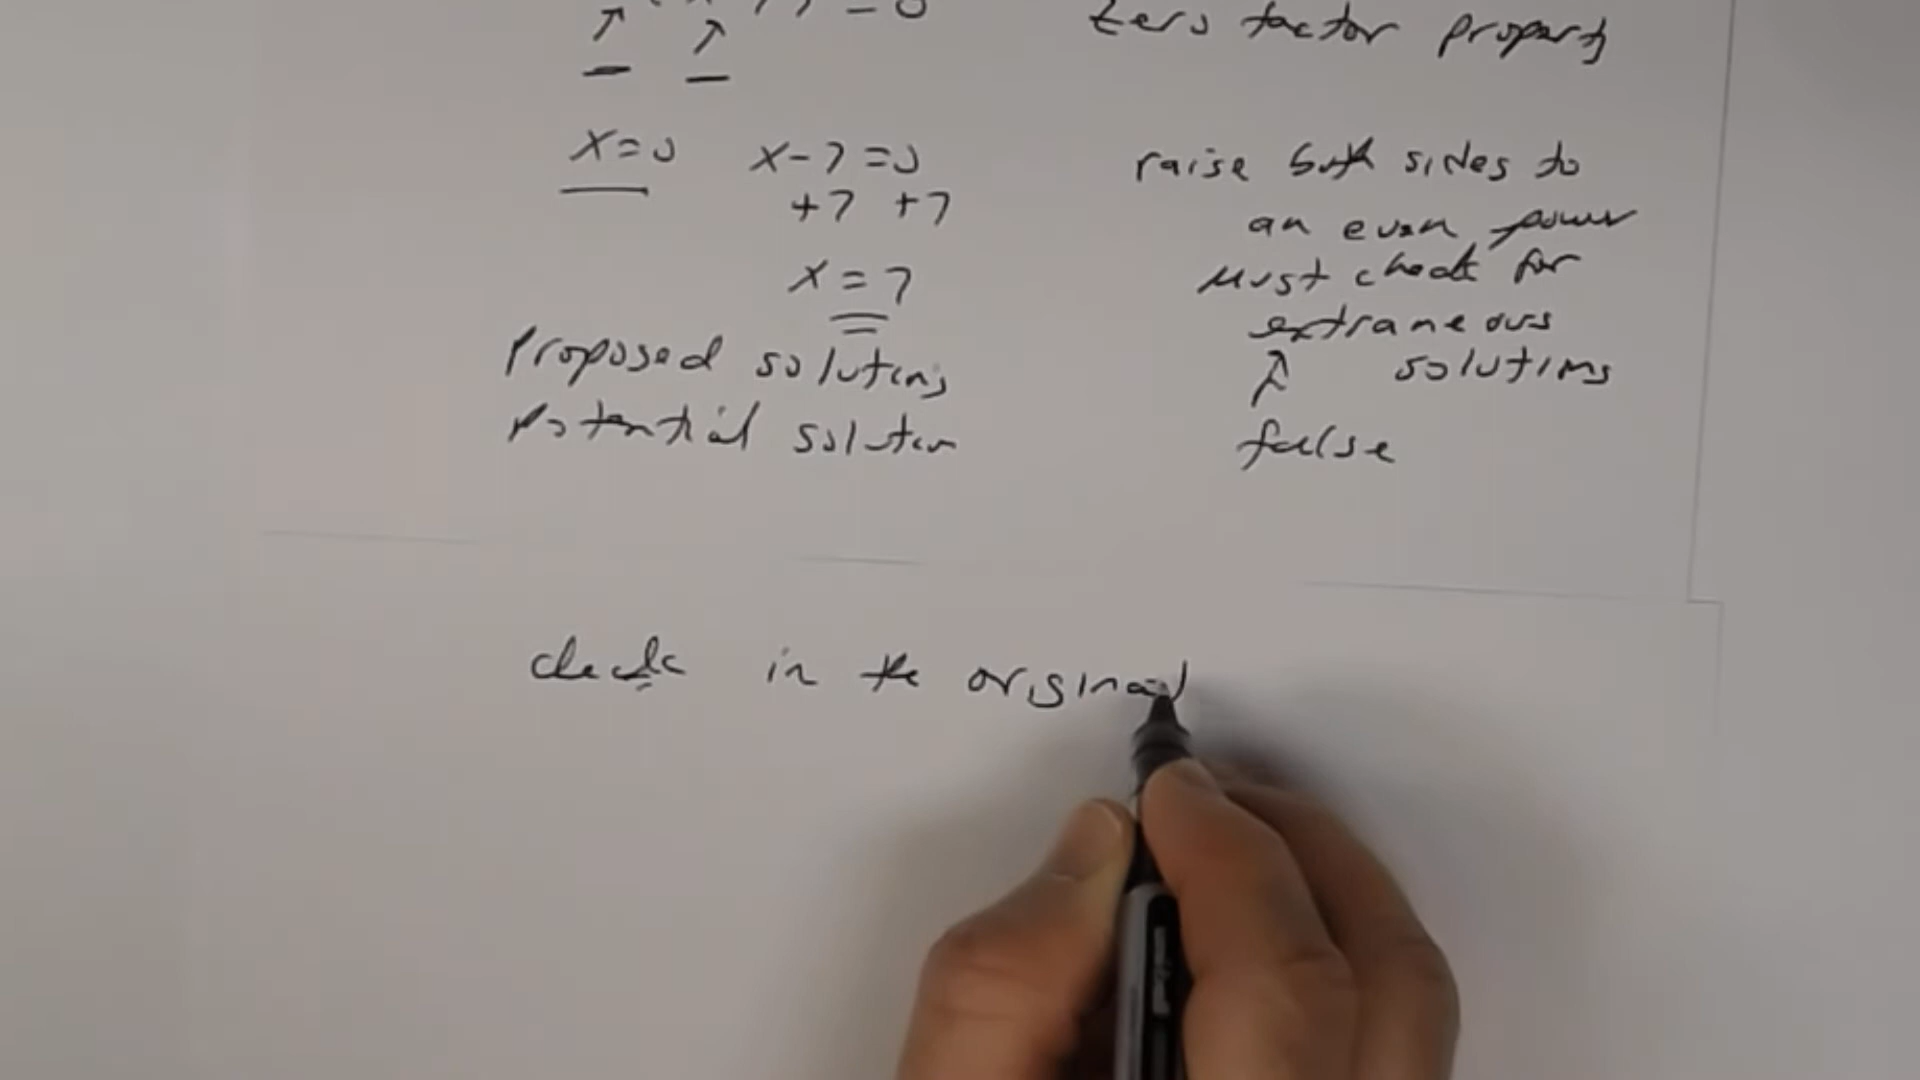 = 0
zero factor property
x=0 x-7=0
+7 +7
x=7
proposed solutions
potential solution
raise both sides to
an even power
must check for
extraneous
solutions
false
check in the original